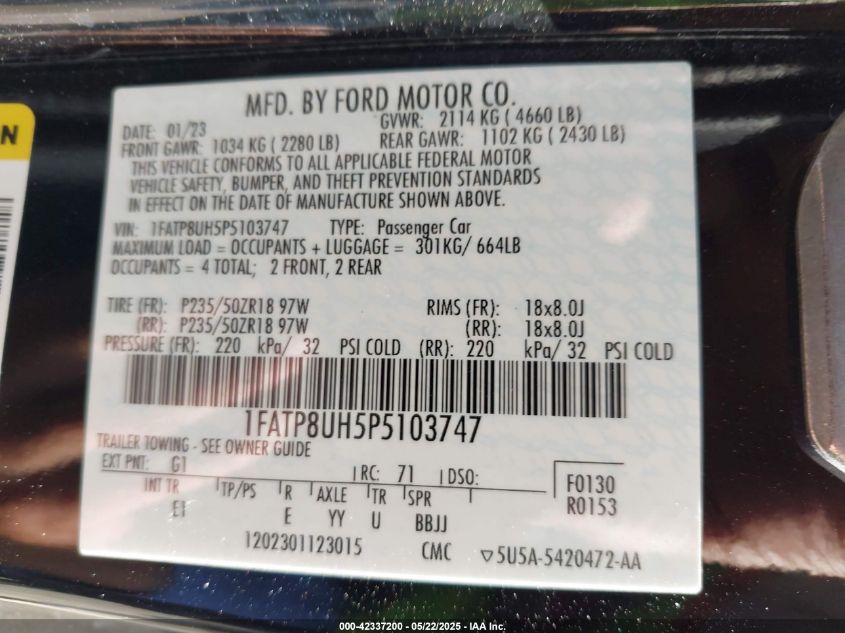 MFD. BY FORD MOTOR CO.
DATE: 01/23 GVWR: 2114 KG ( 4660 LB)
FRONT GAWR: 1034 KG ( 2280 LB) REAR GAWR: 1102 KG ( 2430 LB)
THIS VEHICLE CONFORMS TO ALL APPLICABLE FEDERAL MOTOR
VEHICLE SAFETY, BUMPER, AND THEFT PREVENTION STANDARDS
IN EFFECT ON THE DATE OF MANUFACTURE SHOWN ABOVE.
VIN: 1FATP8UH5P5103747 TYPE: Passenger Car
MAXIMUM LOAD = OCCUPANTS + LUGGAGE = 301KG/ 664LB
OCCUPANTS = 4 TOTAL; 2 FRONT, 2 REAR
TIRE (FR): P235/50ZR18 97W RIMS (FR): 18x8.0J
(RR): P235/50ZR18 97W (RR): 18x8.0J
PRESSURE (FR): 220 kPa/ 32 PSI COLD (RR): 220 kPa/ 32 PSI COLD
1FATP8UH5P5103747
TRAILER TOWING - SEE OWNER GUIDE
EXT PNT: G1 RC: 71 DSO:
INT TR TP/PS R AXLE TR SPR
EI E YY U BBJJ
F0130
R0153
1202301123015 CMC ▽5U5A-5420472-AA
000-42337200 - 05/22/2025 - IAA Inc.